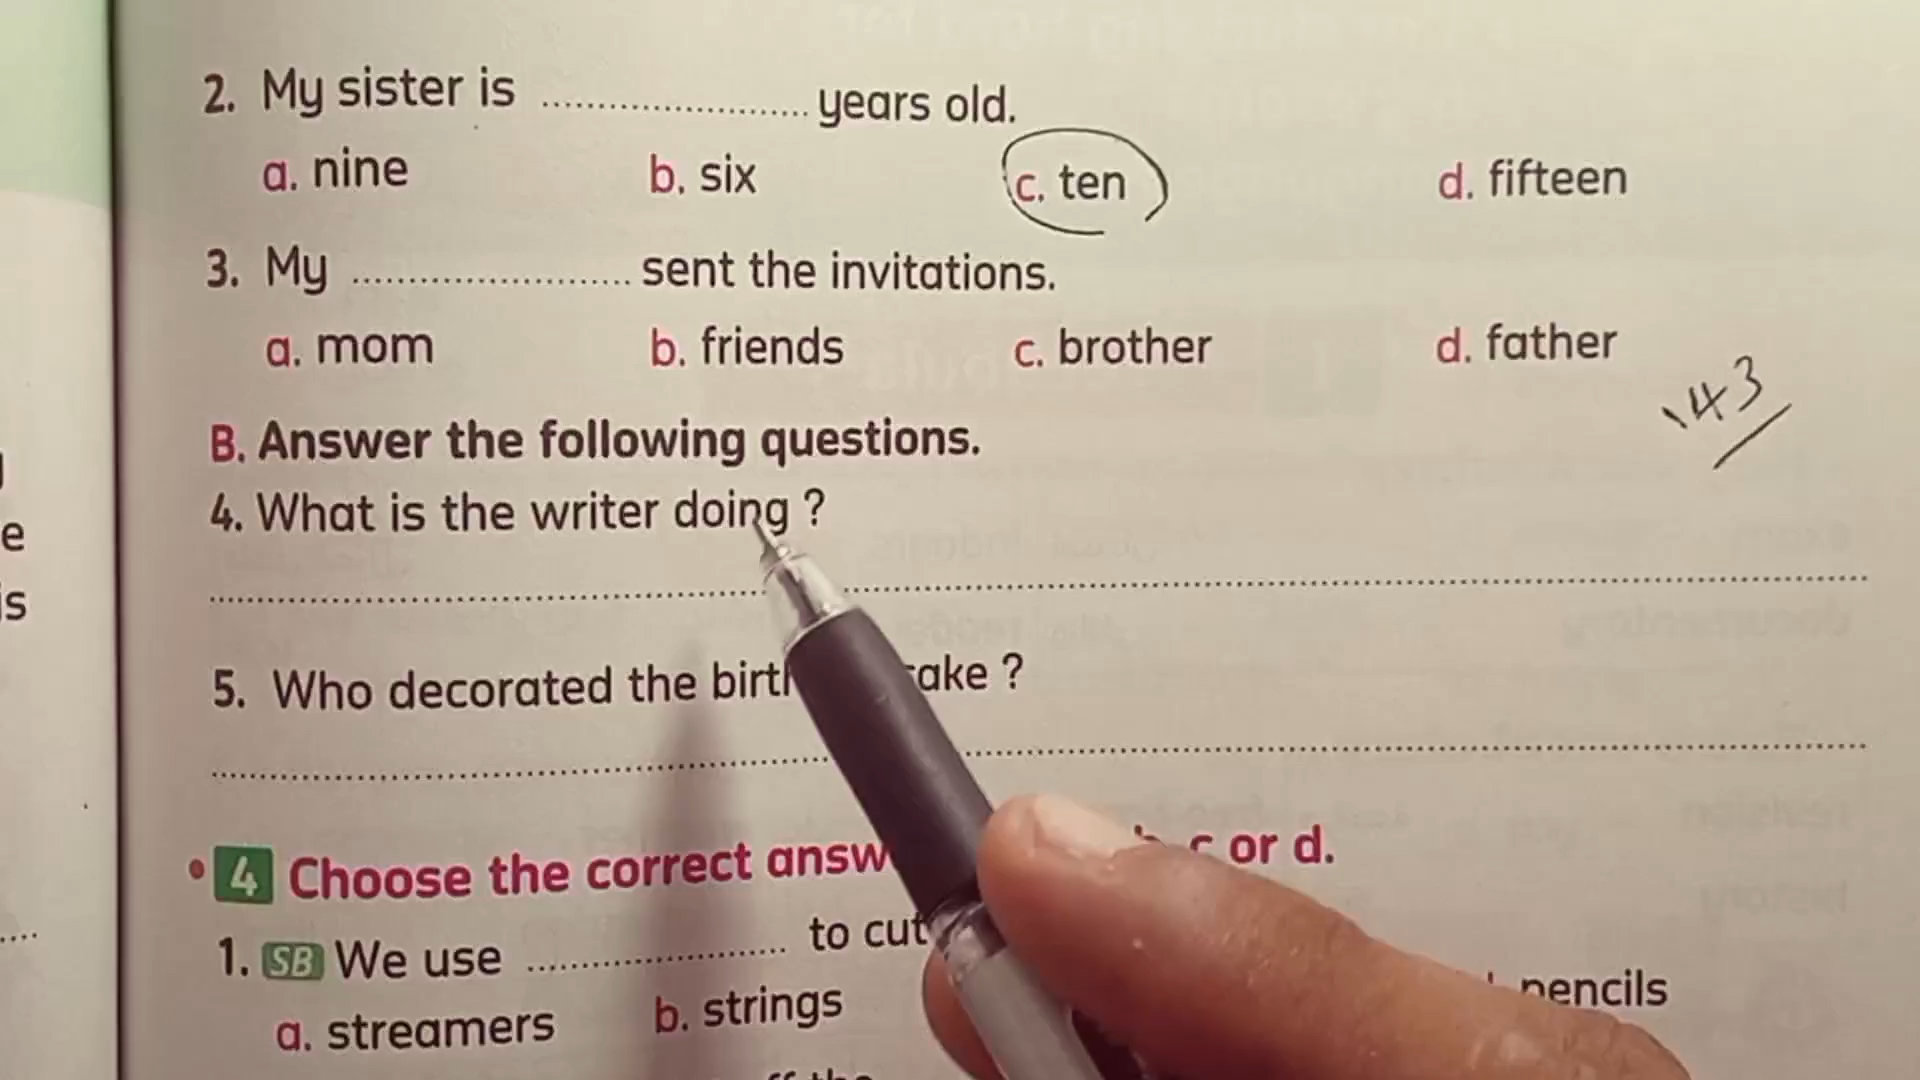 2. My sister is ........................ years old.
a. nine b. six c. ten d. fifteen
3. My ........................ sent the invitations.
a. mom b. friends c. brother d. father
143
B. Answer the following questions.
4. What is the writer doing ?
e
5. Who decorated the ake ?
is
4 Choose the correct c or d.
1. SB We use ........................ to cut
a. streamers b. strings pencils